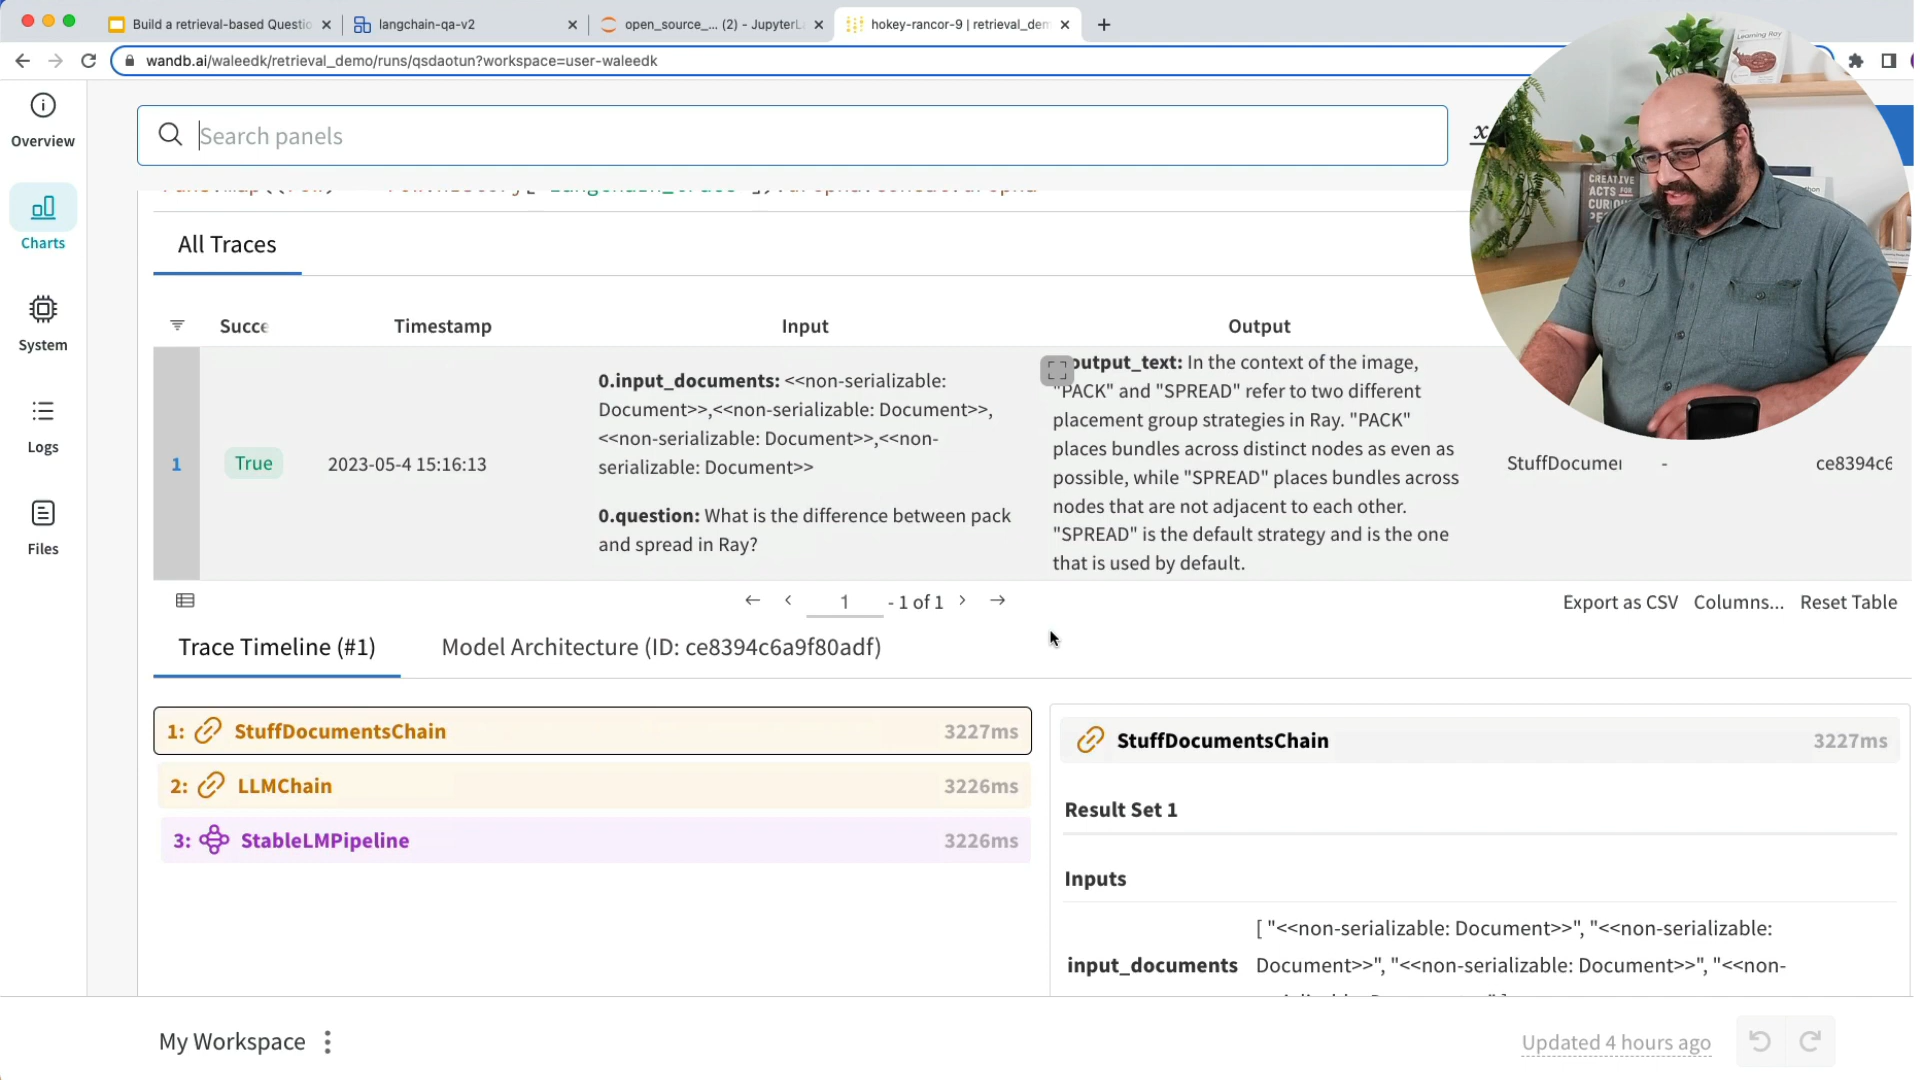 Build a retrieval-based Questio
langchain-qa-v2
open_source_... (2) - JupyterLa
hokey-rancor-9 | retrieval_dem
wandb.ai/waleedk/retrieval_demo/runs/qsdaotun?workspace=user-waleedk
Overview
Charts
System
Logs
Files
Search panels
All Traces
Succe
Timestamp
Input
Output
1
True
2023-05-4 15:16:13
0.input_documents: <<non-serializable:
Document>>,<<non-serializable: Document>>,
<<non-serializable: Document>>,<<non-
serializable: Document>>
0.question: What is the difference between pack
and spread in Ray?
output_text: In the context of the image,
"PACK" and "SPREAD" refer to two different
placement group strategies in Ray. "PACK"
places bundles across distinct nodes as even as
possible, while "SPREAD" places bundles across
nodes that are not adjacent to each other.
"SPREAD" is the default strategy and is the one
that is used by default.
StuffDocumen
-
ce8394c6
1 - 1 of 1
Export as CSV
Columns...
Reset Table
Trace Timeline (#1)
Model Architecture (ID: ce8394c6a9f80adf)
1: StuffDocumentsChain 3227ms
2: LLMChain 3226ms
3: StableLMPipeline 3226ms
StuffDocumentsChain 3227ms
Result Set 1
Inputs
input_documents
[ "<<non-serializable: Document>>", "<<non-serializable:
Document>>", "<<non-serializable: Document>>", "<<non-
My Workspace
Updated 4 hours ago
Learning Ray
CREATIVE
ACTS FOR